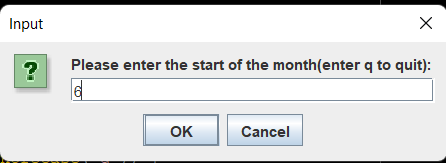 Input
?
Please enter the start of the month(enter q to quit):
6
OK
Cancel